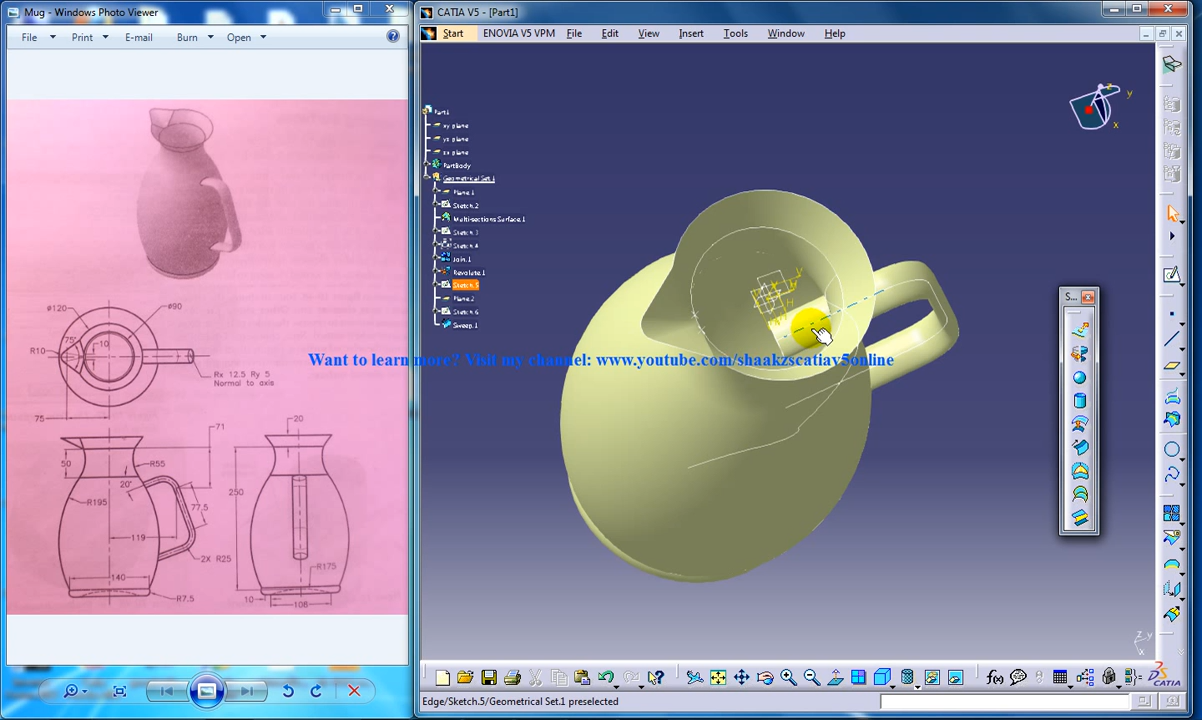 Mug - Windows Photo Viewer
File Print Burn E-mail Open
CATIA V5 - [Part1]
Start ENOVIA V5 VPM File Edit View Insert Tools Window Help
Part1
xy plane
yz plane
zx plane
PartBody
Geometrical Set.1
Plane.1
Sketch.2
Multi-sections Surface.1
Sketch.3
Sketch.4
Join.1
Revolute.1
Sketch.5
Plane.2
Sketch.6
Sweep.1
z
y
x
y
H
S...
ø120
ø90
75°
R10
10
Rx 12.5 Ry 5
Normal to axis
75
Want to learn more? Visit my channel: www.youtube.com/shaakzscatiav5online
71
20
50
R55
20°
R195
77.5
250
119
2X R25
140
R175
R7.5
10
106
z y
x
CATIA
Edge/Sketch.5/Geometrical Set.1 preselected